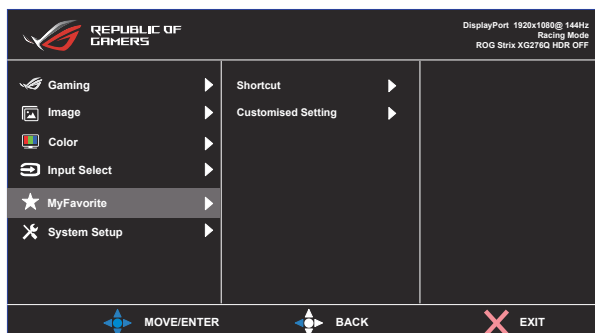 REPUBLIC OF
GAMERS
DisplayPort 1920x1080@ 144Hz
Racing Mode
ROG Strix XG276Q HDR OFF
Gaming
Image
Color
Input Select
MyFavorite
System Setup
Shortcut
Customised Setting
MOVE/ENTER
BACK
EXIT